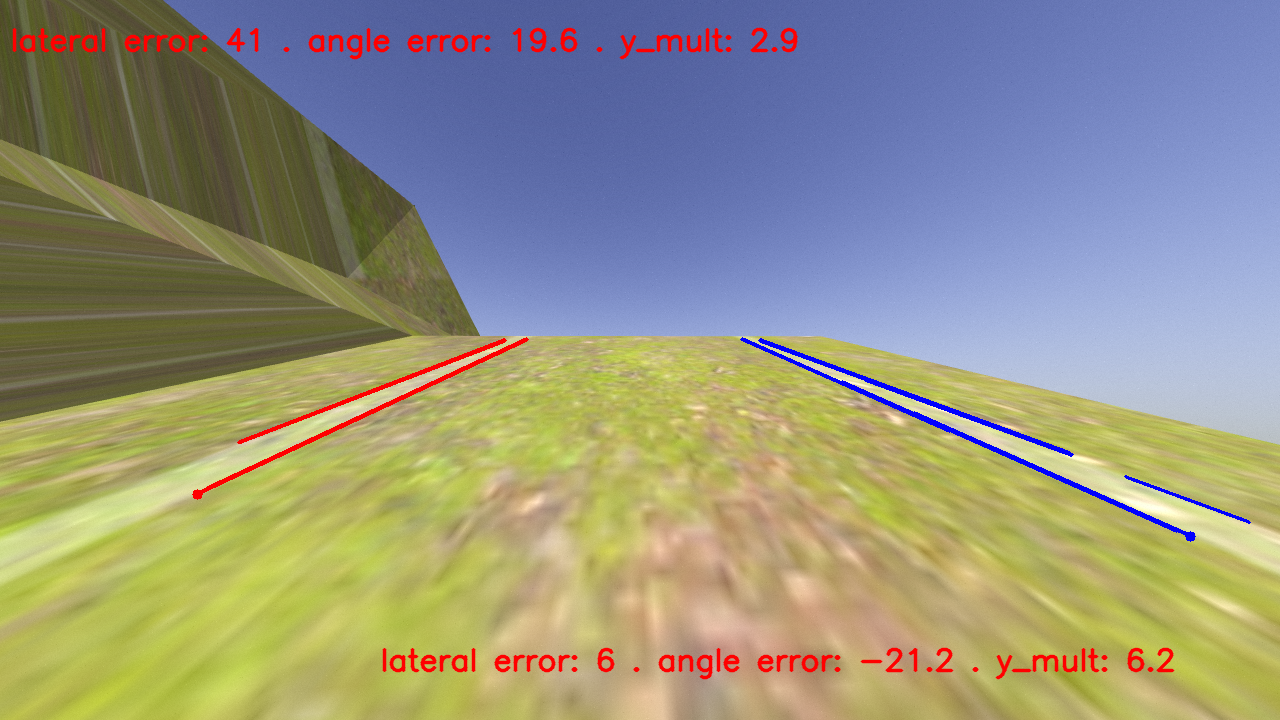 lateral error: 41 . angle error: 19.6 . y_mult: 2.9
lateral error: 6 . angle error: -21.2 . y_mult: 6.2